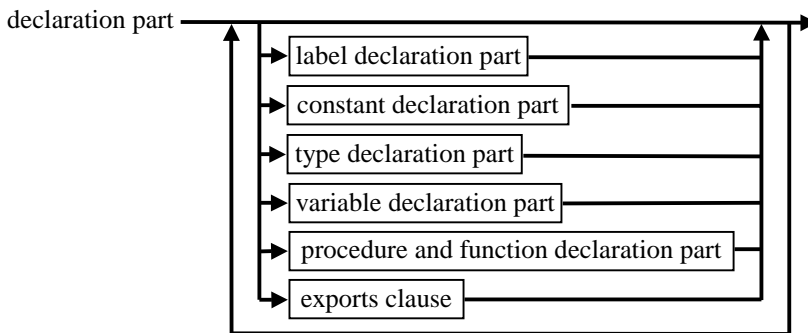 declaration part
label declaration part
constant declaration part
type declaration part
variable declaration part
procedure and function declaration part
exports clause